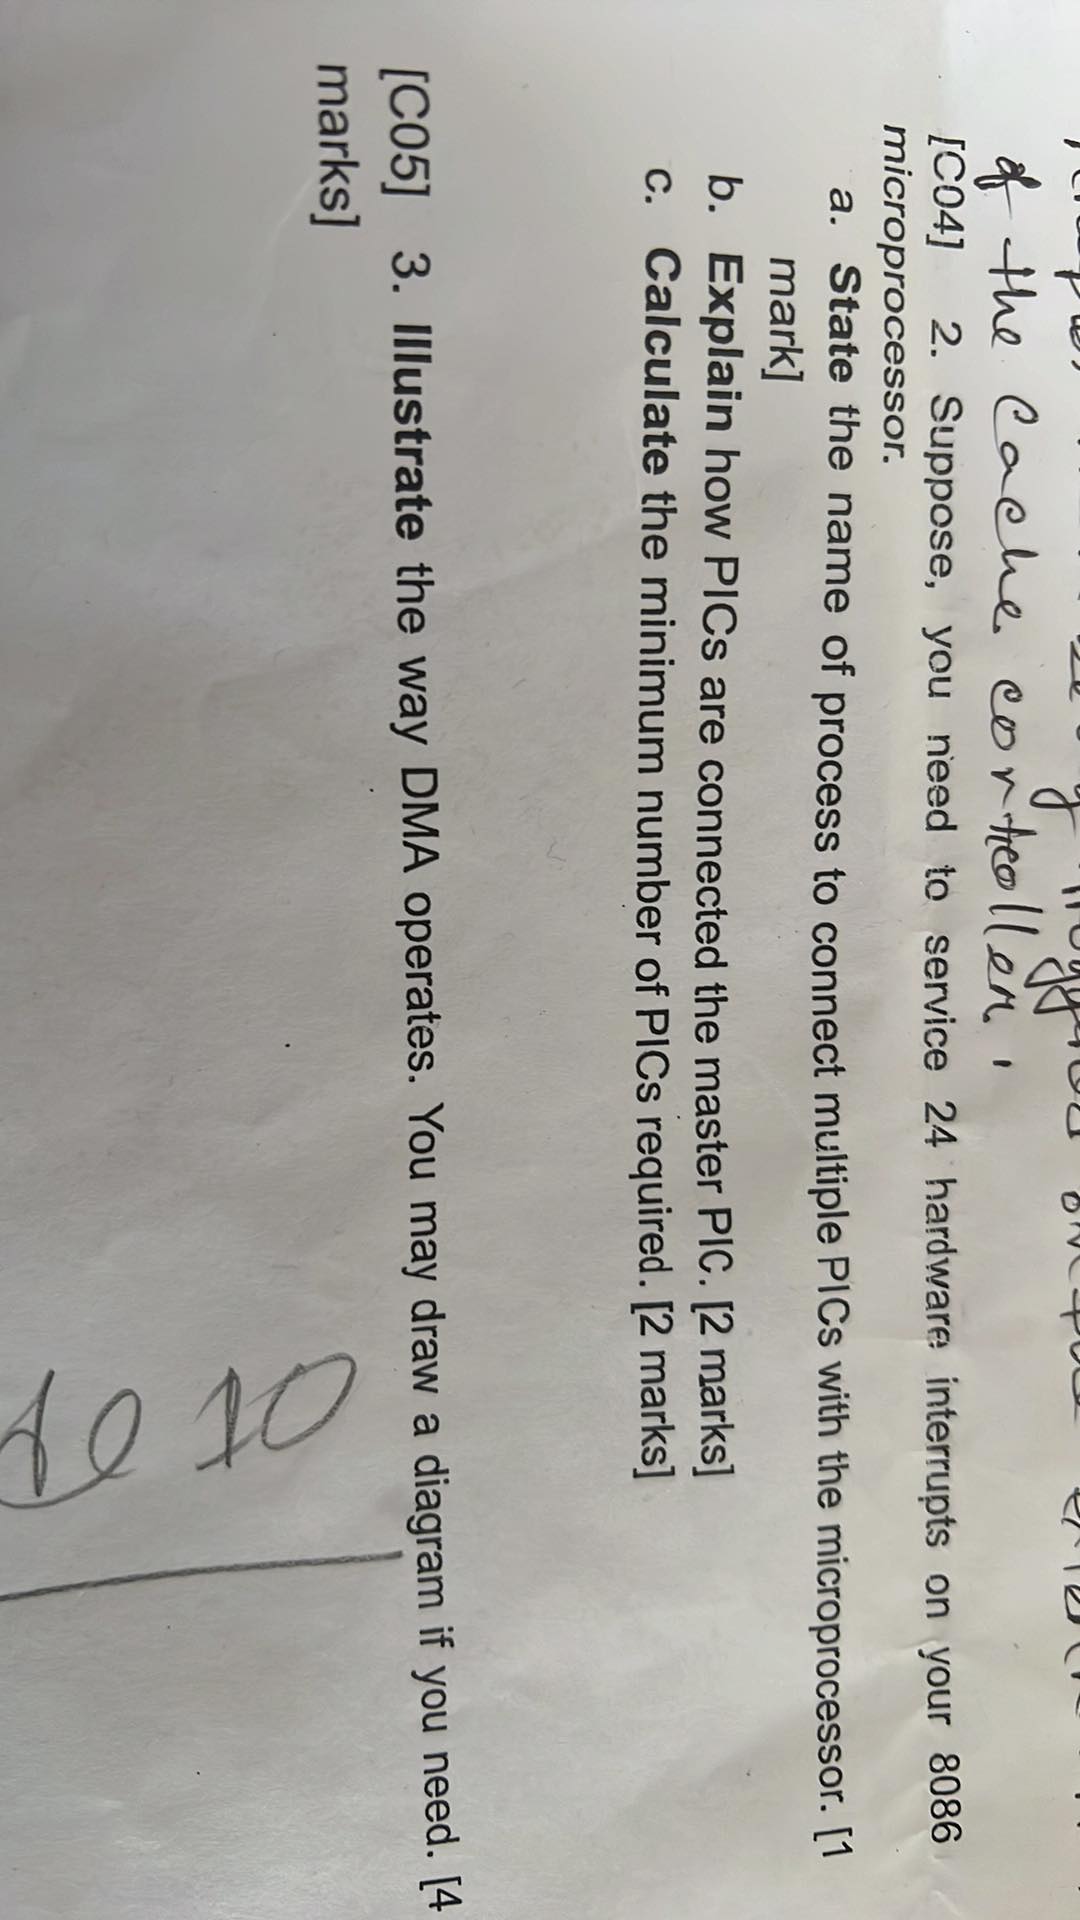 of the Cache controller.
[C04] 2. Suppose, you need to service 24 hardware interrupts on your 8086
microprocessor.
a. State the name of process to connect multiple PICs with the microprocessor. [1
mark]
b. Explain how PICs are connected the master PIC. [2 marks]
c. Calculate the minimum number of PICs required. [2 marks]
[C05] 3. Illustrate the way DMA operates. You may draw a diagram if you need. [4
marks]